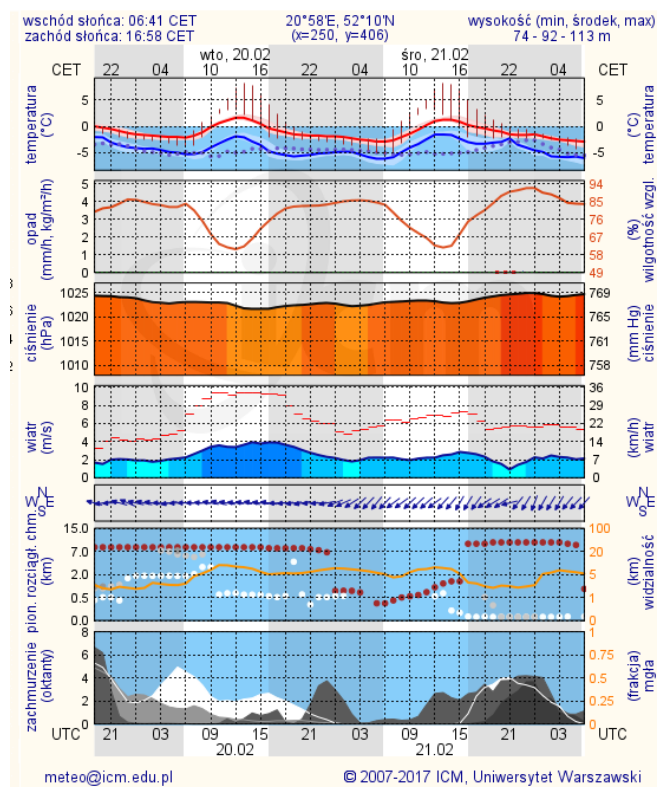 wschód słońca: 06:41 CET 20°58'E, 52°10'N wysokość (min, środek, max)
zachód słońca: 16:58 CET (x=250, y=406) 74 - 92 - 113 m
wto, 20.02 śro, 21.02
CET 22 04 10 16 22 04 10 16 22 04 CET
temperatura (°C) 5 0 -5 5 0 -5 temperatura (°C)
opad (mm/h, kg/m²/h) 5 4 3 2 1 0 94 85 76 67 58 49 wilgotność wzgl. (%)
ciśnienie (hPa) 1025 1020 1015 1010 769 765 761 758 (mm Hg) ciśnienie
wiatr (m/s) 10 8 6 4 2 0 36 29 22 14 7 0 (km/h) wiatr
N W E S N W E S
pion. rozciągł. chm. (km) 15.0 7.0 2.0 0.5 0.0 100 20 5 1 0 (km) widzialność
zachmurzenie (oktanty) 8 6 4 2 0 1 0.75 0.5 0.25 0 (frakcja) mgła
UTC 21 03 09 15 21 03 09 15 21 03 UTC
20.02 21.02
meteo@icm.edu.pl © 2007-2017 ICM, Uniwersytet Warszawski